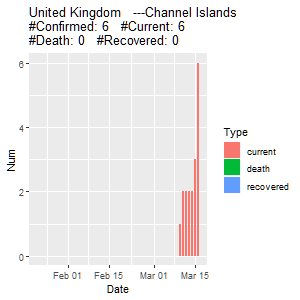 United Kingdom   ---Channel Islands
#Confirmed: 6   #Current: 6
#Death: 0   #Recovered: 0
6
4
2
0
Num
Feb 01
Feb 15
Mar 01
Mar 15
Date
Type
current
death
recovered